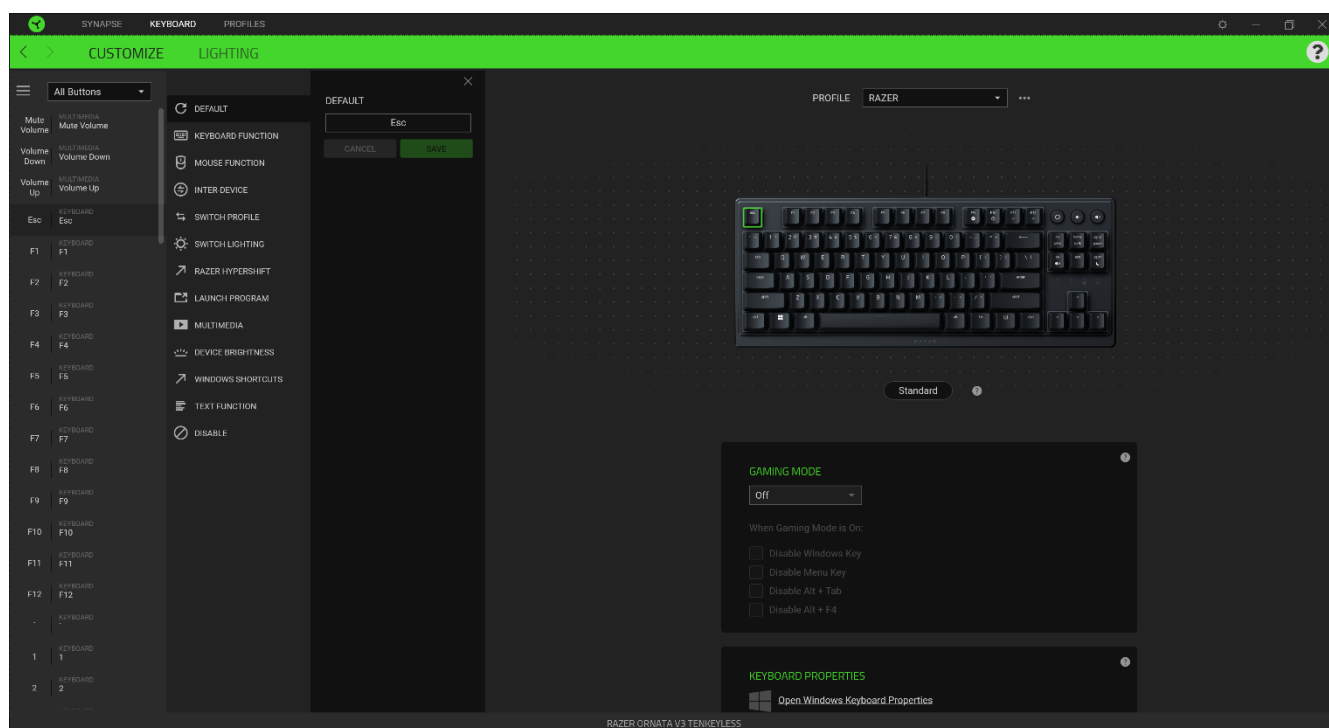 SYNAPSE KEYBOARD PROFILES
CUSTOMIZE LIGHTING
?
All Buttons
Mute Volume MULTIMEDIA Mute Volume
Volume Down MULTIMEDIA Volume Down
Volume Up MULTIMEDIA Volume Up
Esc KEYBOARD Esc
F1 KEYBOARD F1
F2 KEYBOARD F2
F3 KEYBOARD F3
F4 KEYBOARD F4
F5 KEYBOARD F5
F6 KEYBOARD F6
F7 KEYBOARD F7
F8 KEYBOARD F8
F9 KEYBOARD F9
F10 KEYBOARD F10
F11 KEYBOARD F11
F12 KEYBOARD F12
- KEYBOARD -
1 KEYBOARD 1
2 KEYBOARD 2
DEFAULT
KEYBOARD FUNCTION
MOUSE FUNCTION
INTER-DEVICE
SWITCH PROFILE
SWITCH LIGHTING
RAZER HYPERSHIFT
LAUNCH PROGRAM
MULTIMEDIA
DEVICE BRIGHTNESS
WINDOWS SHORTCUTS
TEXT FUNCTION
DISABLE
DEFAULT
Esc
CANCEL SAVE
PROFILE RAZER
Q W E R T Y U I O P
A S D F G H J K L
Z X C V B N M
Standard ?
GAMING MODE ?
Off
When Gaming Mode is On:
Disable Windows Key
Disable Menu Key
Disable Alt + Tab
Disable Alt + F4
KEYBOARD PROPERTIES ?
Open Windows Keyboard Properties
RAZER ORNATA V3 TENKEYLESS